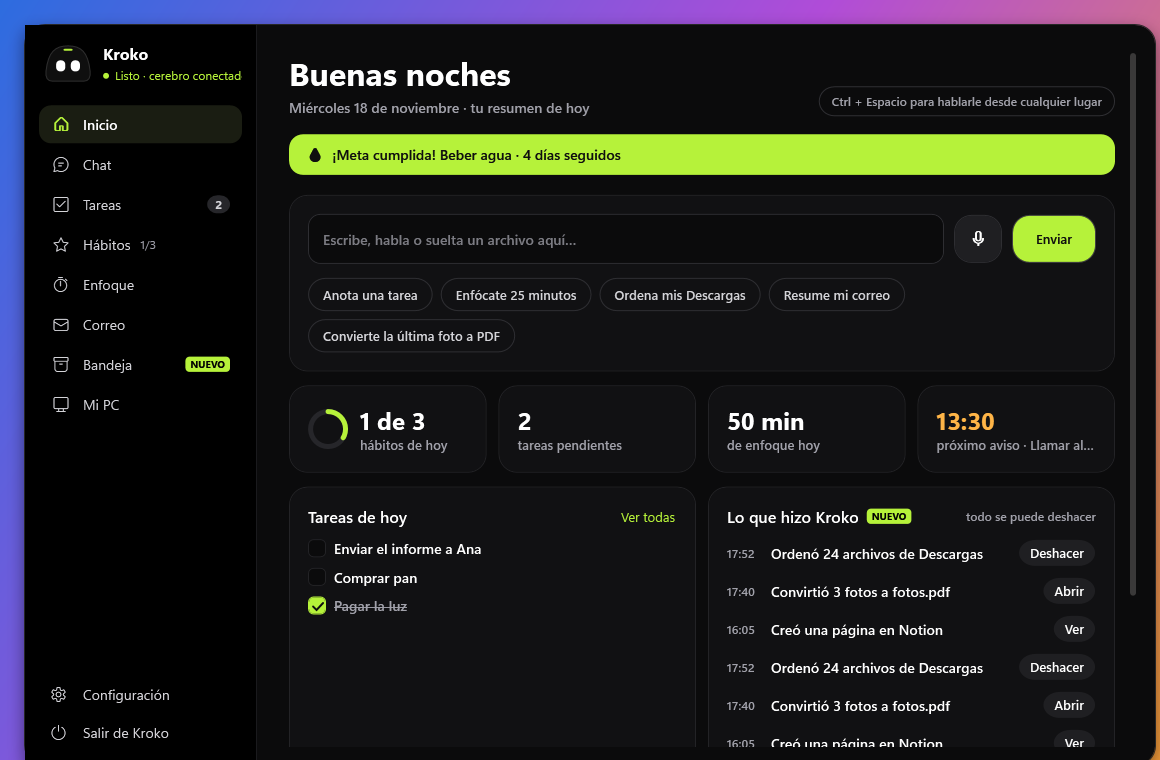 Kroko
Listo · cerebro conectad
Inicio
Chat
Tareas 2
Hábitos 1/3
Enfoque
Correo
Bandeja NUEVO
Mi PC
Configuración
Salir de Kroko
Buenas noches
Miércoles 18 de noviembre · tu resumen de hoy
Ctrl + Espacio para hablarle desde cualquier lugar
¡Meta cumplida! Beber agua · 4 días seguidos
Escribe, habla o suelta un archivo aquí...
Enviar
Anota una tarea
Enfócate 25 minutos
Ordena mis Descargas
Resume mi correo
Convierte la última foto a PDF
1 de 3
hábitos de hoy
2
tareas pendientes
50 min
de enfoque hoy
13:30
próximo aviso · Llamar al...
Tareas de hoy
Ver todas
Enviar el informe a Ana
Comprar pan
Pagar la luz
Lo que hizo Kroko NUEVO
todo se puede deshacer
17:52 Ordenó 24 archivos de Descargas Deshacer
17:40 Convirtió 3 fotos a fotos.pdf Abrir
16:05 Creó una página en Notion Ver
17:52 Ordenó 24 archivos de Descargas Deshacer
17:40 Convirtió 3 fotos a fotos.pdf Abrir
16:05 Creó una página en Notion Ver